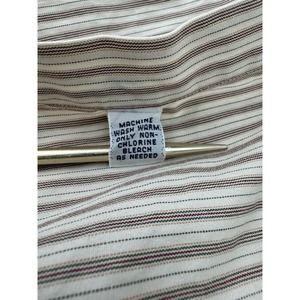 MACHINE
WASH WARM.
ONLY NON-
CHLORINE
BLEACH
AS NEEDED